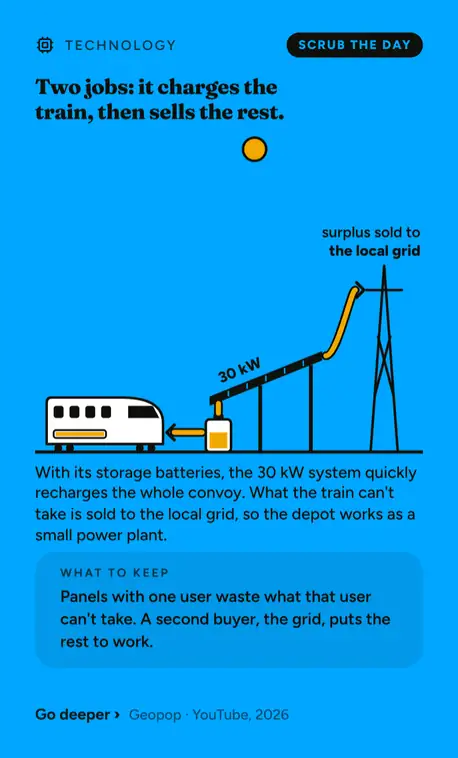 TECHNOLOGY
SCRUB THE DAY
Two jobs: it charges the
train, then sells the rest.
surplus sold to
the local grid
30 kW
With its storage batteries, the 30 kW system quickly
recharges the whole convoy. What the train can't
take is sold to the local grid, so the depot works as a
small power plant.
WHAT TO KEEP
Panels with one user waste what that user
can't take. A second buyer, the grid, puts the
rest to work.
Go deeper › Geopop · YouTube, 2026